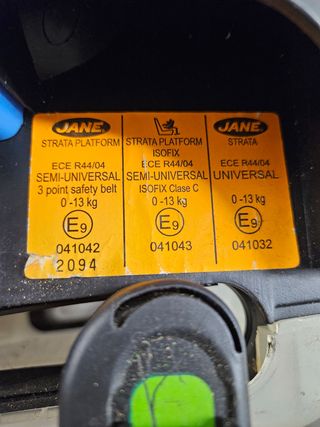 JANE
STRATA PLATFORM
ECE R44/04
SEMI-UNIVERSAL
3 point safety belt
0 -13 kg
E9
041042
2094
STRATA PLATFORM
ISOFIX
ECE R44/04
SEMI-UNIVERSAL
ISOFIX Clase C
0 -13 kg
E9
041043
JANE
STRATA
ECE R44/04
UNIVERSAL
0 -13 kg
E9
041032